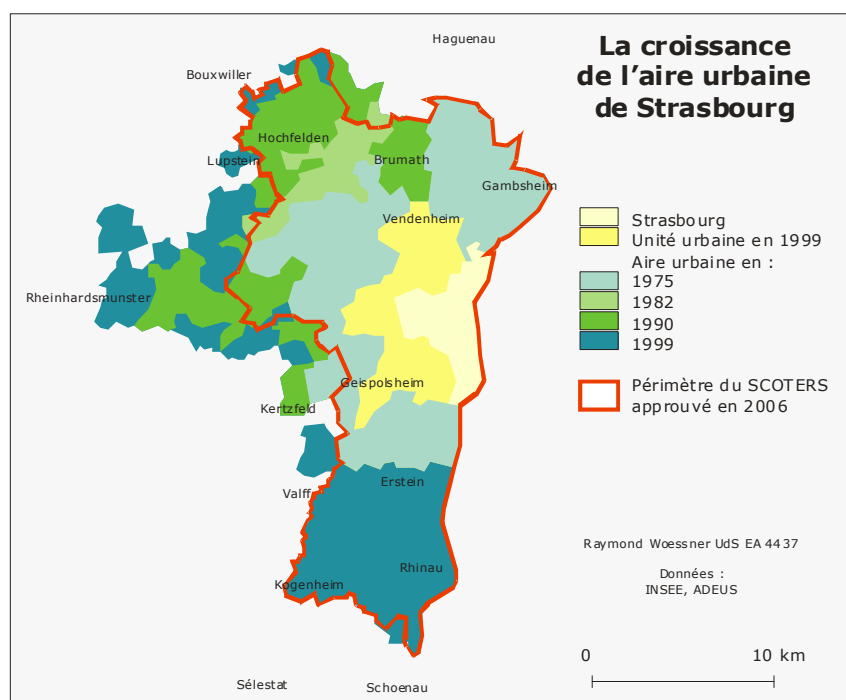 La croissance
de l'aire urbaine
de Strasbourg
Haguenau
Bouxwiller
Hochfelden
Lupstein
Brumath
Gambsheim
Vendenheim
Rheinhardsmunster
Geispolsheim
Kertzfeld
Erstein
Valff
Rhinau
Kogenheim
Sélestat
Schoenau
Strasbourg
Unité urbaine en 1999
Aire urbaine en :
1975
1982
1990
1999
Périmètre du SCOTERS
approuvé en 2006
Raymond Woessner UdS EA 4437
Données :
INSEE, ADEUS
0 10 km